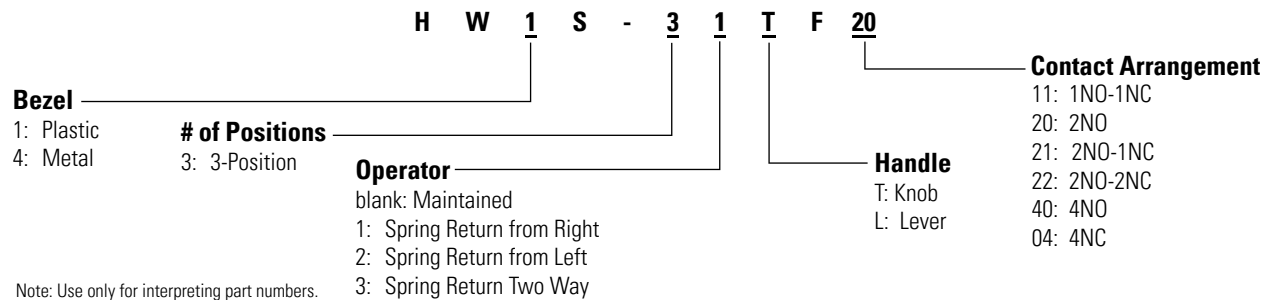 H W 1 S - 3 1 T F 20
Bezel
1: Plastic
4: Metal
# of Positions
3: 3-Position
Operator
blank: Maintained
1: Spring Return from Right
2: Spring Return from Left
3: Spring Return Two Way
Handle
T: Knob
L: Lever
Contact Arrangement
11: 1NO-1NC
20: 2NO
21: 2NO-1NC
22: 2NO-2NC
40: 4NO
04: 4NC
Note: Use only for interpreting part numbers.